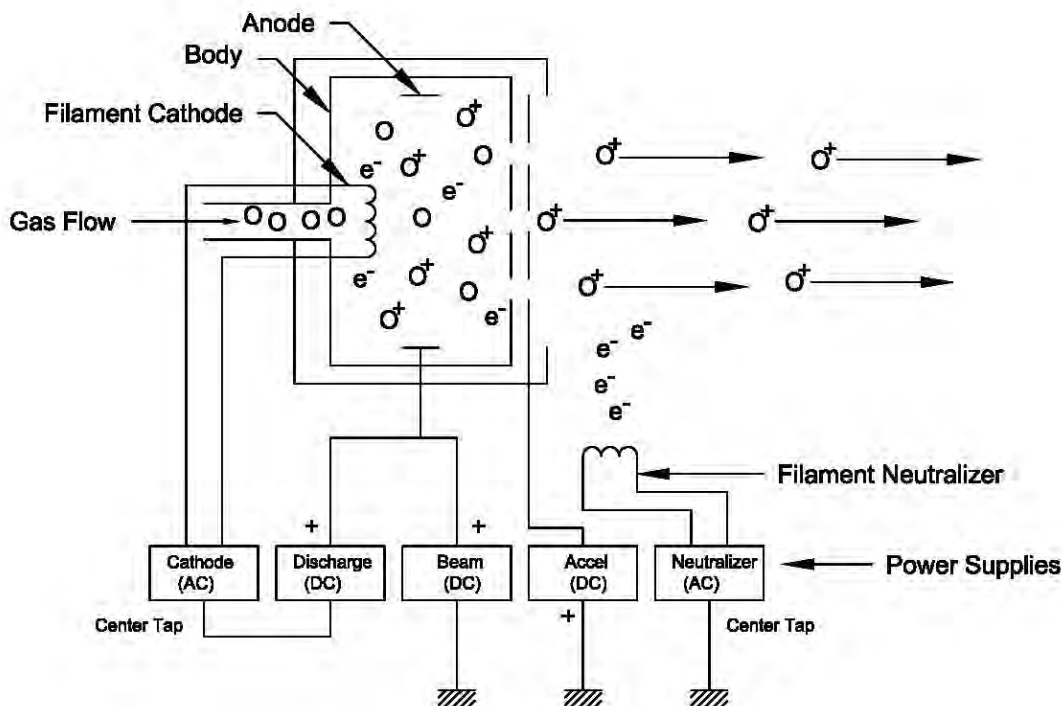 Anode
Body
Filament Cathode
Gas Flow
O O O O
O
O+
O
O+
e-
e-
O
O+
e-
O+
O
O+
e-
O+
O+
O+
O+
O+
O+
e-
e-
e-
e-
Filament Neutralizer
+
+
Cathode
(AC)
Discharge
(DC)
Beam
(DC)
Accel
(DC)
Neutralizer
(AC)
Power Supplies
Center Tap
+
Center Tap